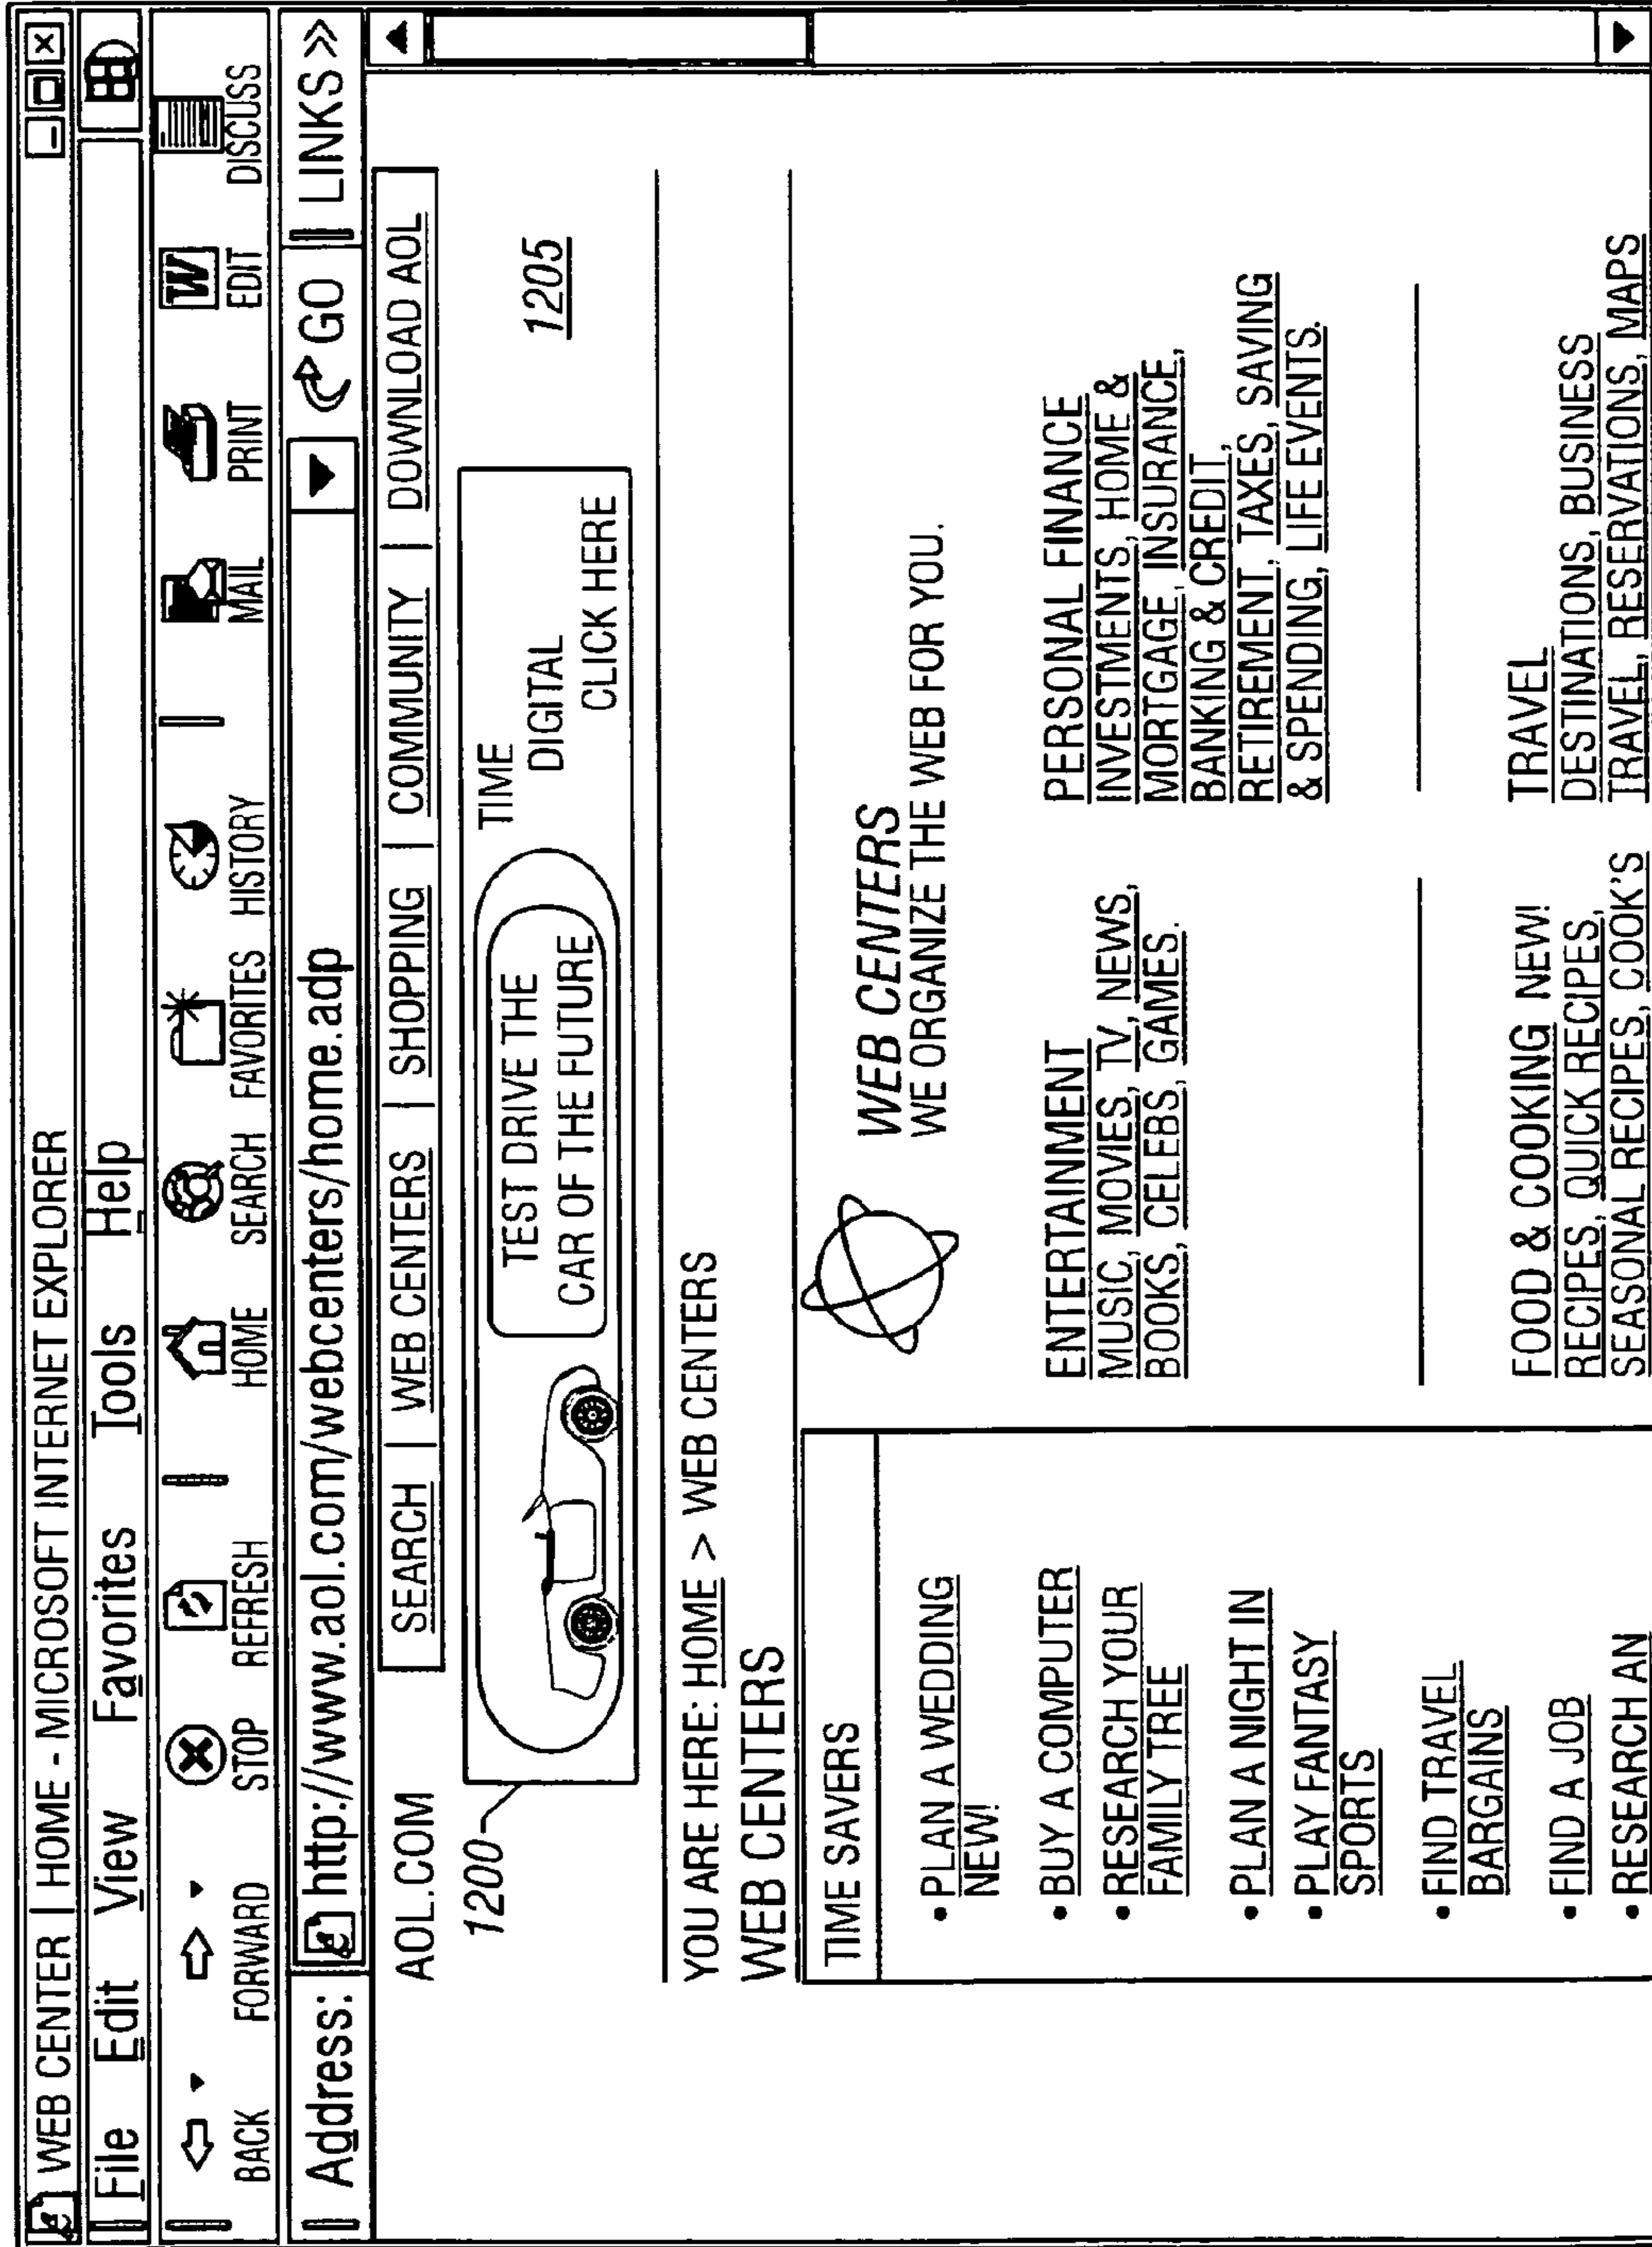 WEB CENTER | HOME - MICROSOFT INTERNET EXPLORER
File Edit View Favorites Tools Help
BACK FORWARD STOP REFRESH HOME SEARCH FAVORITES HISTORY MAIL PRINT EDIT DISCUSS
W
Address: http://www.aol.com/webcenters/home.adp GO LINKS >>
AOL.COM SEARCH | WEB CENTERS | SHOPPING | COMMUNITY | DOWNLOAD AOL
1200
TEST DRIVE THE
CAR OF THE FUTURE
TIME
DIGITAL
CLICK HERE
1205
YOU ARE HERE: HOME > WEB CENTERS
WEB CENTERS
TIME SAVERS
• PLAN A WEDDING
NEW!
• BUY A COMPUTER
• RESEARCH YOUR
FAMILY TREE
• PLAN A NIGHT IN
• PLAY FANTASY
SPORTS
• FIND TRAVEL
BARGAINS
• FIND A JOB
• RESEARCH AN
WEB CENTERS
WE ORGANIZE THE WEB FOR YOU.
ENTERTAINMENT
MUSIC, MOVIES, TV, NEWS,
BOOKS, CELEBS, GAMES.
PERSONAL FINANCE
INVESTMENTS, HOME &
MORTGAGE, INSURANCE,
BANKING & CREDIT,
RETIREMENT, TAXES, SAVING
& SPENDING, LIFE EVENTS.
FOOD & COOKING NEW!
RECIPES, QUICK RECIPES,
SEASONAL RECIPES, COOK'S
TRAVEL
DESTINATIONS, BUSINESS
TRAVEL, RESERVATIONS, MAPS